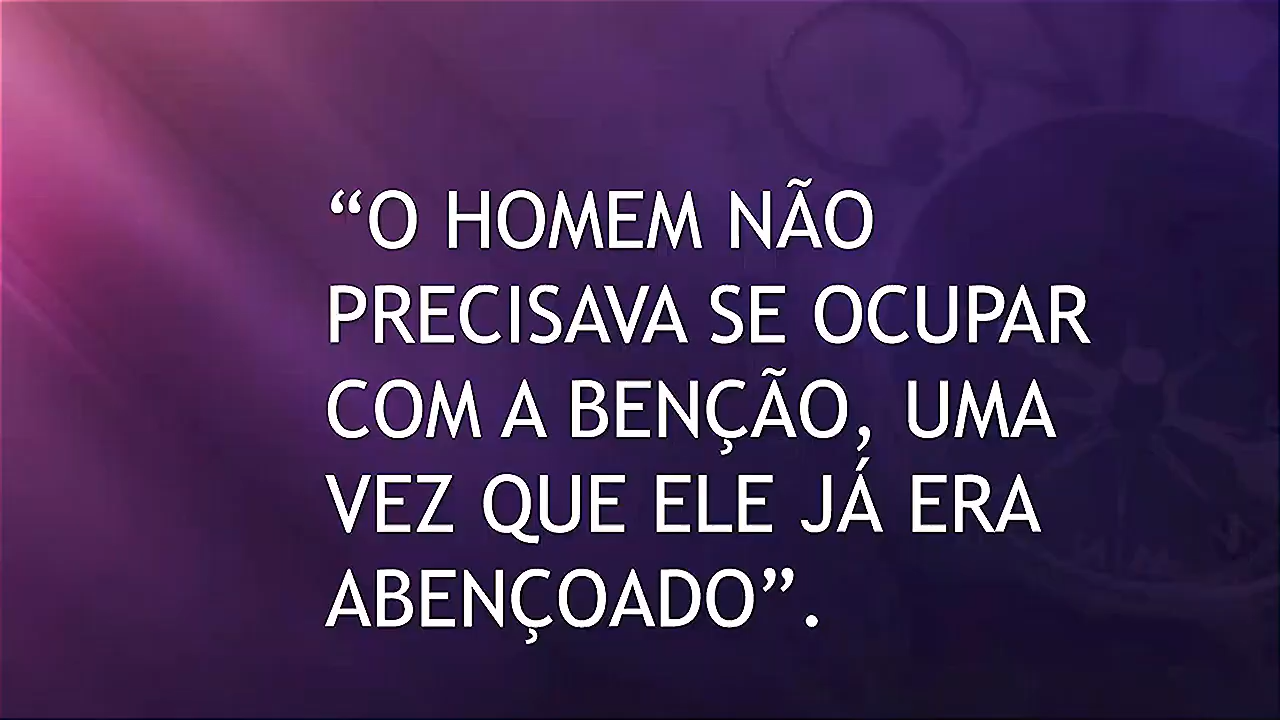 “O HOMEM NÃO
PRECISAVA SE OCUPAR
COM A BENÇÃO, UMA
VEZ QUE ELE JÁ ERA
ABENÇOADO”.